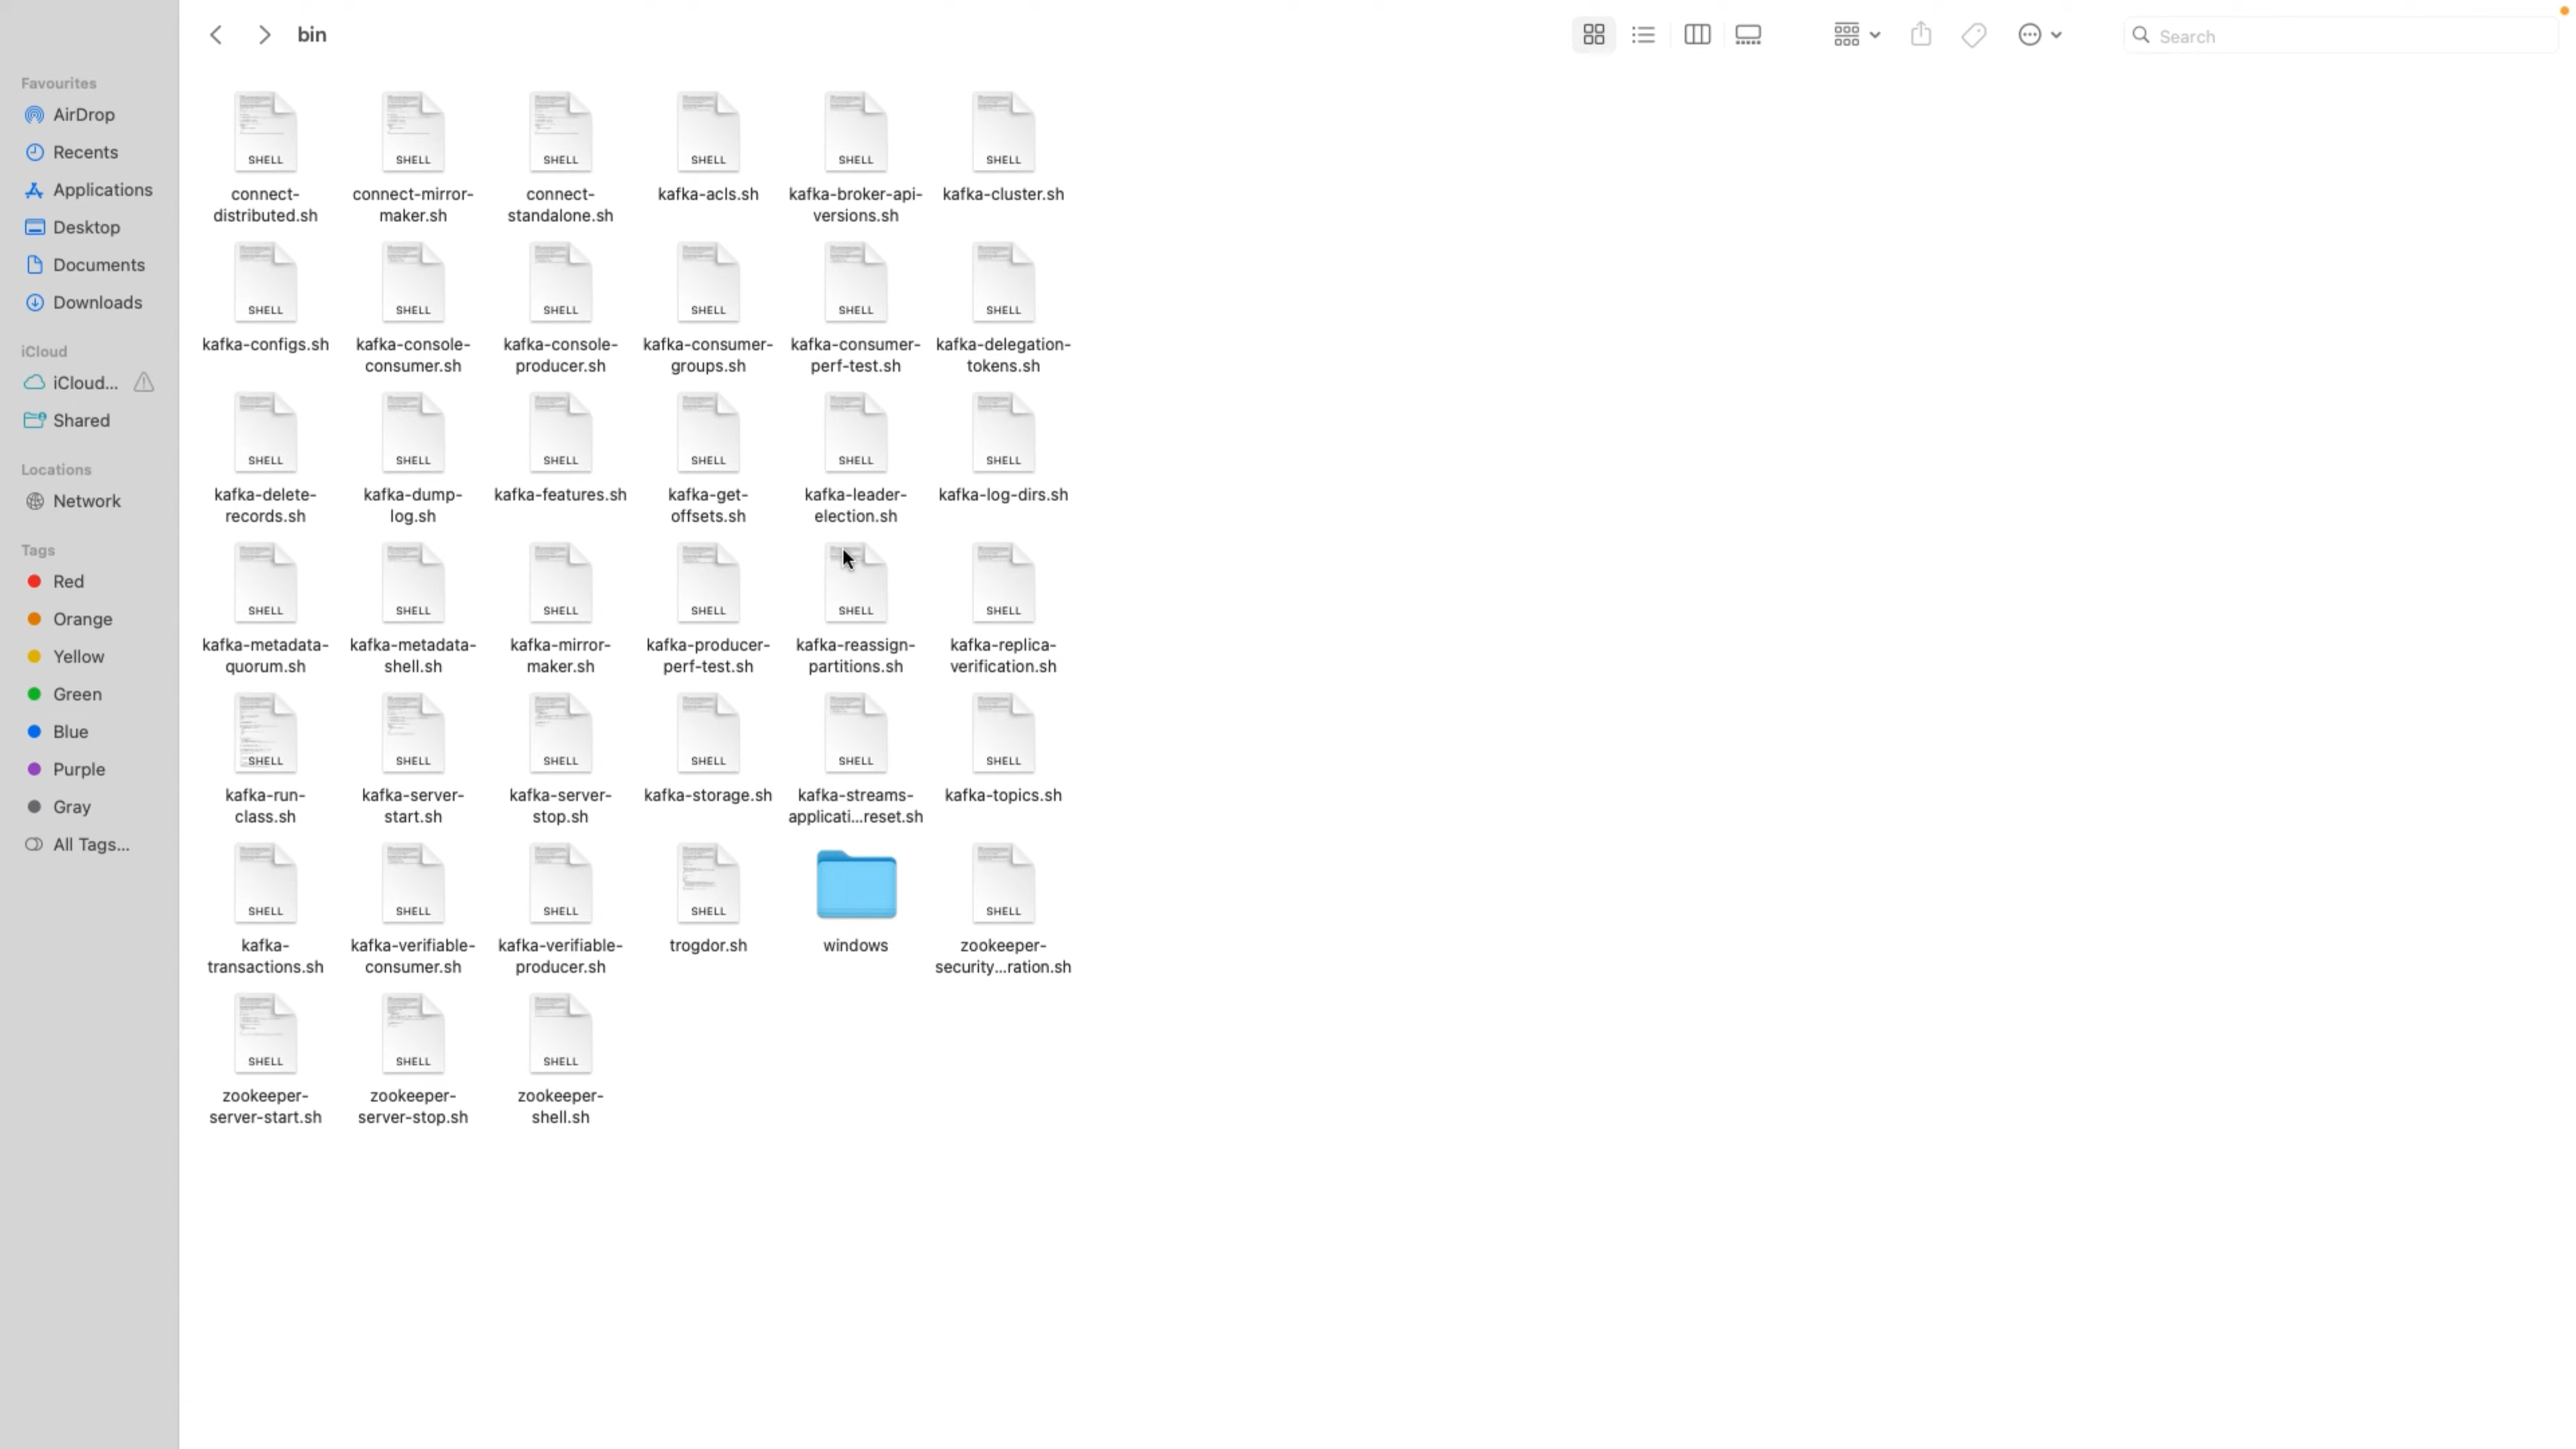 bin
Search
Favourites
AirDrop
Recents
Applications
Desktop
Documents
Downloads
iCloud
iCloud...
Shared
Locations
Network
Tags
Red
Orange
Yellow
Green
Blue
Purple
Gray
All Tags...
SHELL SHELL SHELL SHELL SHELL SHELL
connect- connect-mirror- connect- kafka-acls.sh kafka-broker-api- kafka-cluster.sh
distributed.sh maker.sh standalone.sh versions.sh
SHELL SHELL SHELL SHELL SHELL SHELL
kafka-configs.sh kafka-console- kafka-console- kafka-consumer- kafka-consumer- kafka-delegation-
consumer.sh producer.sh groups.sh perf-test.sh tokens.sh
SHELL SHELL SHELL SHELL SHELL SHELL
kafka-delete- kafka-dump- kafka-features.sh kafka-get- kafka-leader- kafka-log-dirs.sh
records.sh log.sh offsets.sh election.sh
SHELL SHELL SHELL SHELL SHELL SHELL
kafka-metadata- kafka-metadata- kafka-mirror- kafka-producer- kafka-reassign- kafka-replica-
quorum.sh shell.sh maker.sh perf-test.sh partitions.sh verification.sh
SHELL SHELL SHELL SHELL SHELL SHELL
kafka-run- kafka-server- kafka-server- kafka-storage.sh kafka-streams- kafka-topics.sh
class.sh start.sh stop.sh applicati...reset.sh
SHELL SHELL SHELL SHELL SHELL
kafka- kafka-verifiable- kafka-verifiable- trogdor.sh windows zookeeper-
transactions.sh consumer.sh producer.sh security...ration.sh
SHELL SHELL SHELL
zookeeper- zookeeper- zookeeper-
server-start.sh server-stop.sh shell.sh